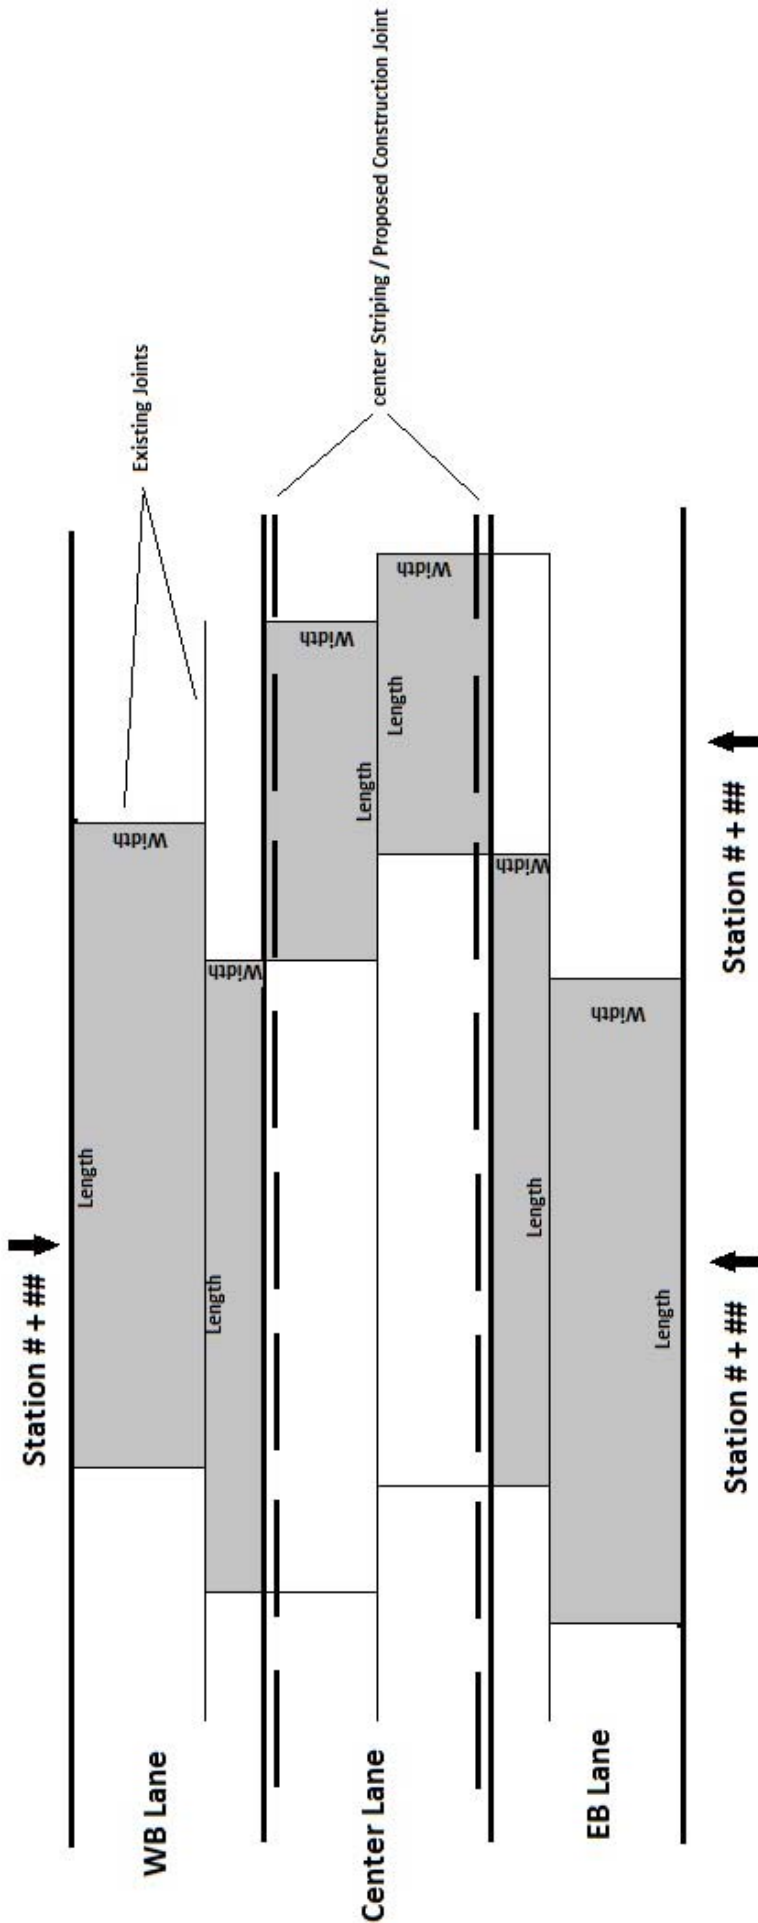 Station # + ##
Length
Width
Existing Joints
WB Lane
Length
Width
Width
Center Lane
Length
Length
center Striping / Proposed Construction Joint
Width
Length
Width
EB Lane
Width
Length
Station # + ##
Station # + ##